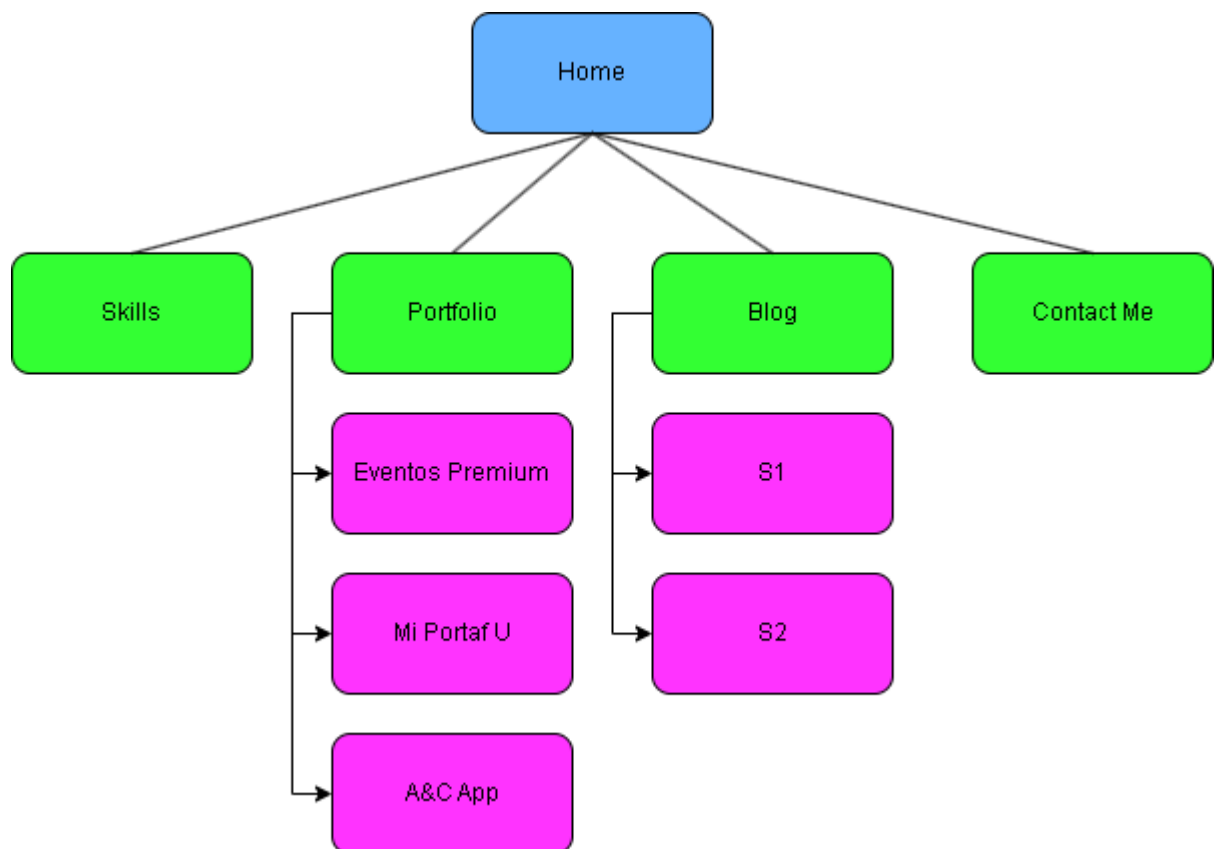 Home
Skills
Portfolio
Blog
Contact Me
Eventos Premium
S1
Mi Portaf U
S2
A&C App